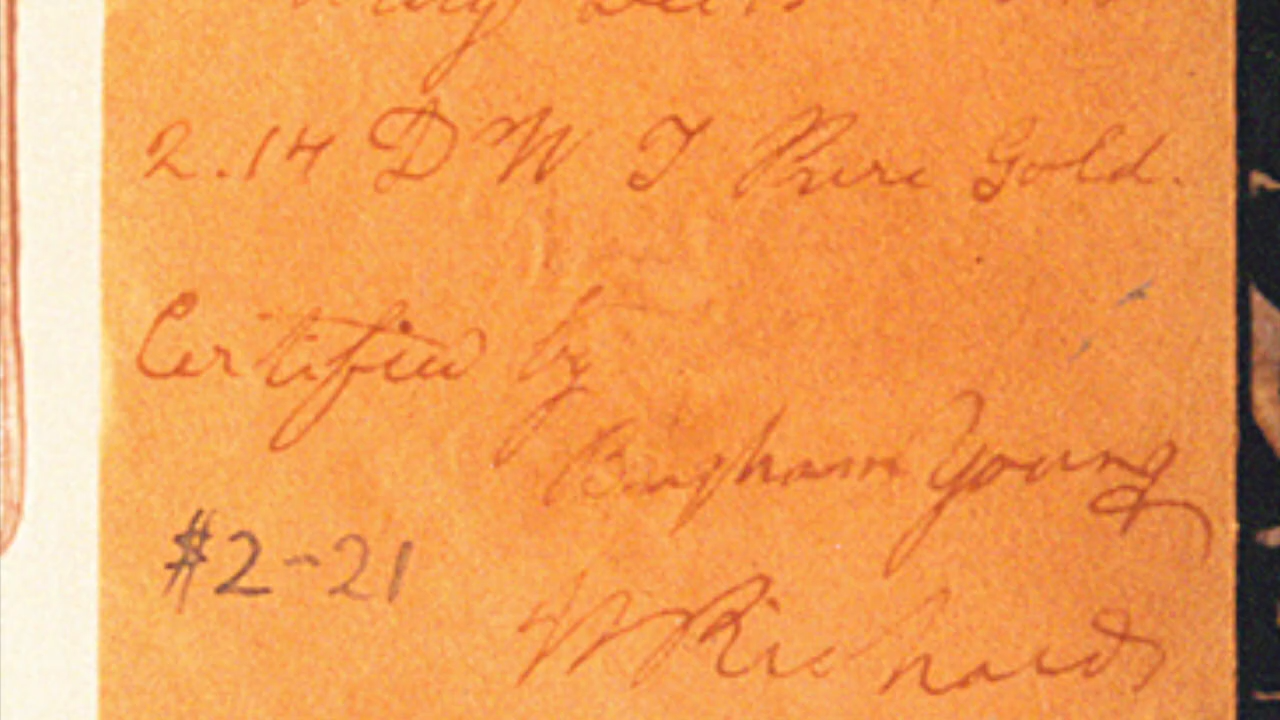 2.14 D W T Pure Gold.
Certified by
Brigham Young
#2-21
W Richards